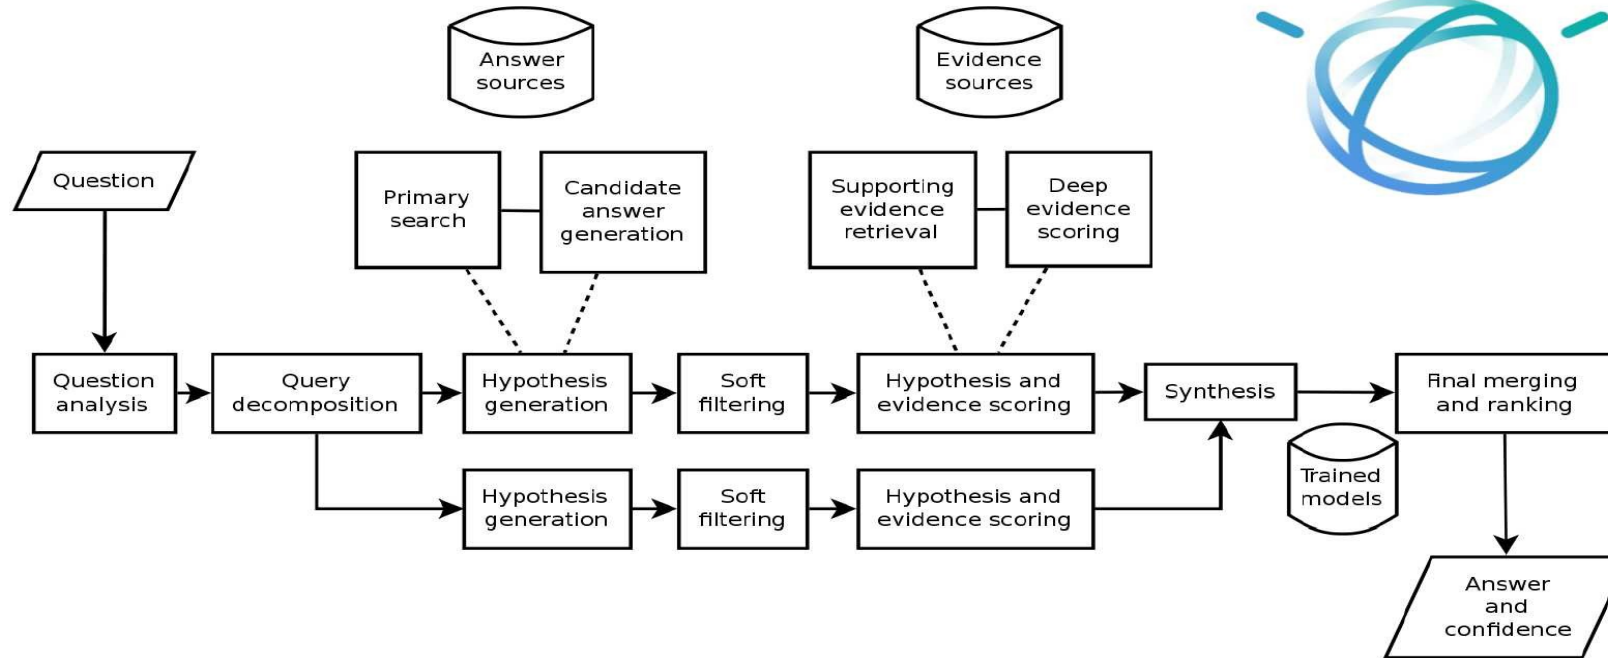 Answer
sources
Evidence
sources
Question
Primary
search
Candidate
answer
generation
Supporting
evidence
retrieval
Deep
evidence
scoring
Question
analysis
Query
decomposition
Hypothesis
generation
Soft
filtering
Hypothesis and
evidence scoring
Synthesis
Final merging
and ranking
Hypothesis
generation
Soft
filtering
Hypothesis and
evidence scoring
Trained
models
Answer
and
confidence